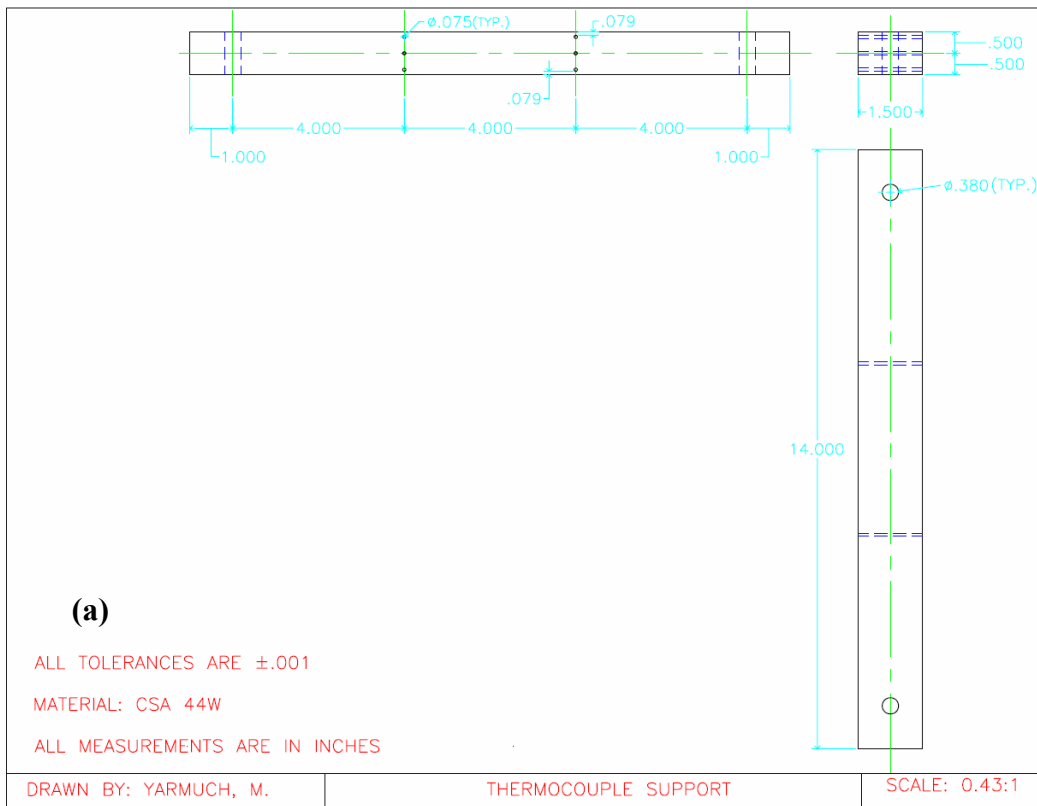 ø.075(TYP.)
.079
.500
.500
.079
1.500
4.000
4.000
4.000
1.000
1.000
ø.380(TYP.)
14.000
(a)
ALL TOLERANCES ARE ±.001
MATERIAL: CSA 44W
ALL MEASUREMENTS ARE IN INCHES
DRAWN BY: YARMUCH, M.
THERMOCOUPLE SUPPORT
SCALE: 0.43:1